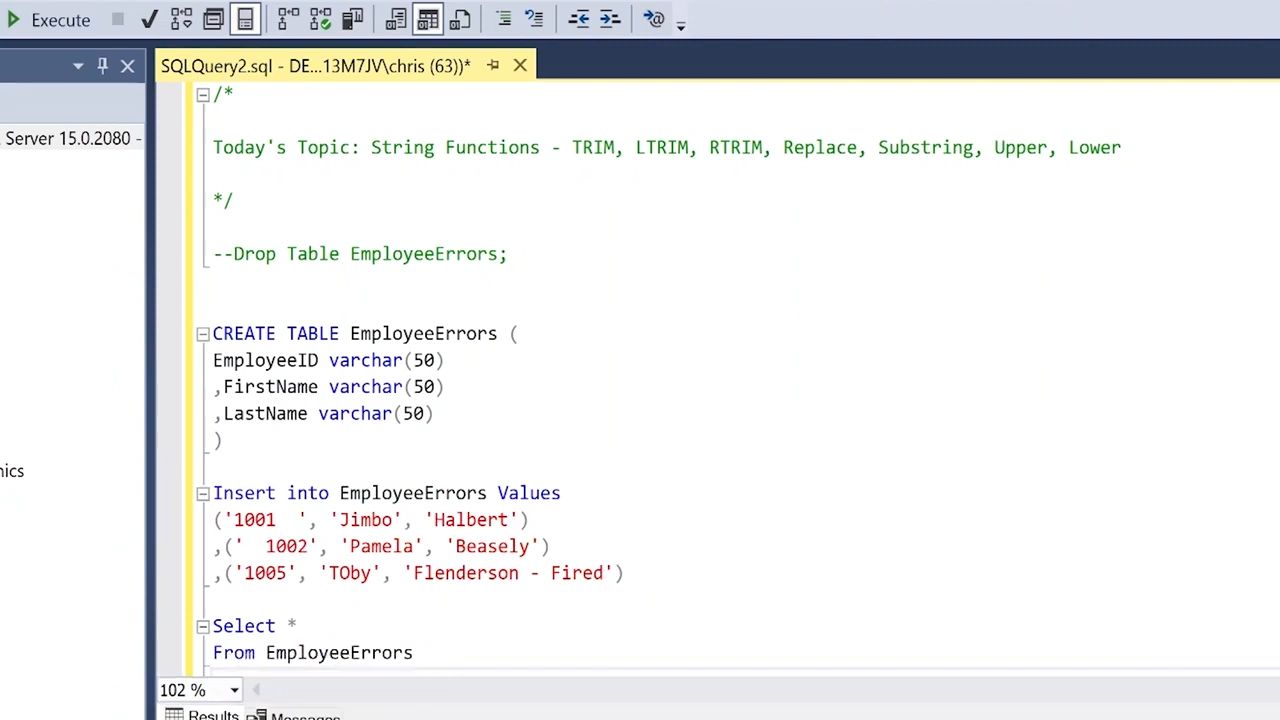 Execute
SQLQuery2.sql - DE...13M7JV\chris (63))*
Server 15.0.2080 -
/*
Today's Topic: String Functions - TRIM, LTRIM, RTRIM, Replace, Substring, Upper, Lower
*/
--Drop Table EmployeeErrors;
CREATE TABLE EmployeeErrors (
EmployeeID varchar(50)
,FirstName varchar(50)
,LastName varchar(50)
)
nics
Insert into EmployeeErrors Values
('1001  ', 'Jimbo', 'Halbert')
,('  1002', 'Pamela', 'Beasely')
,('1005', 'TOby', 'Flenderson - Fired')
Select *
From EmployeeErrors
102 %
Results Messages